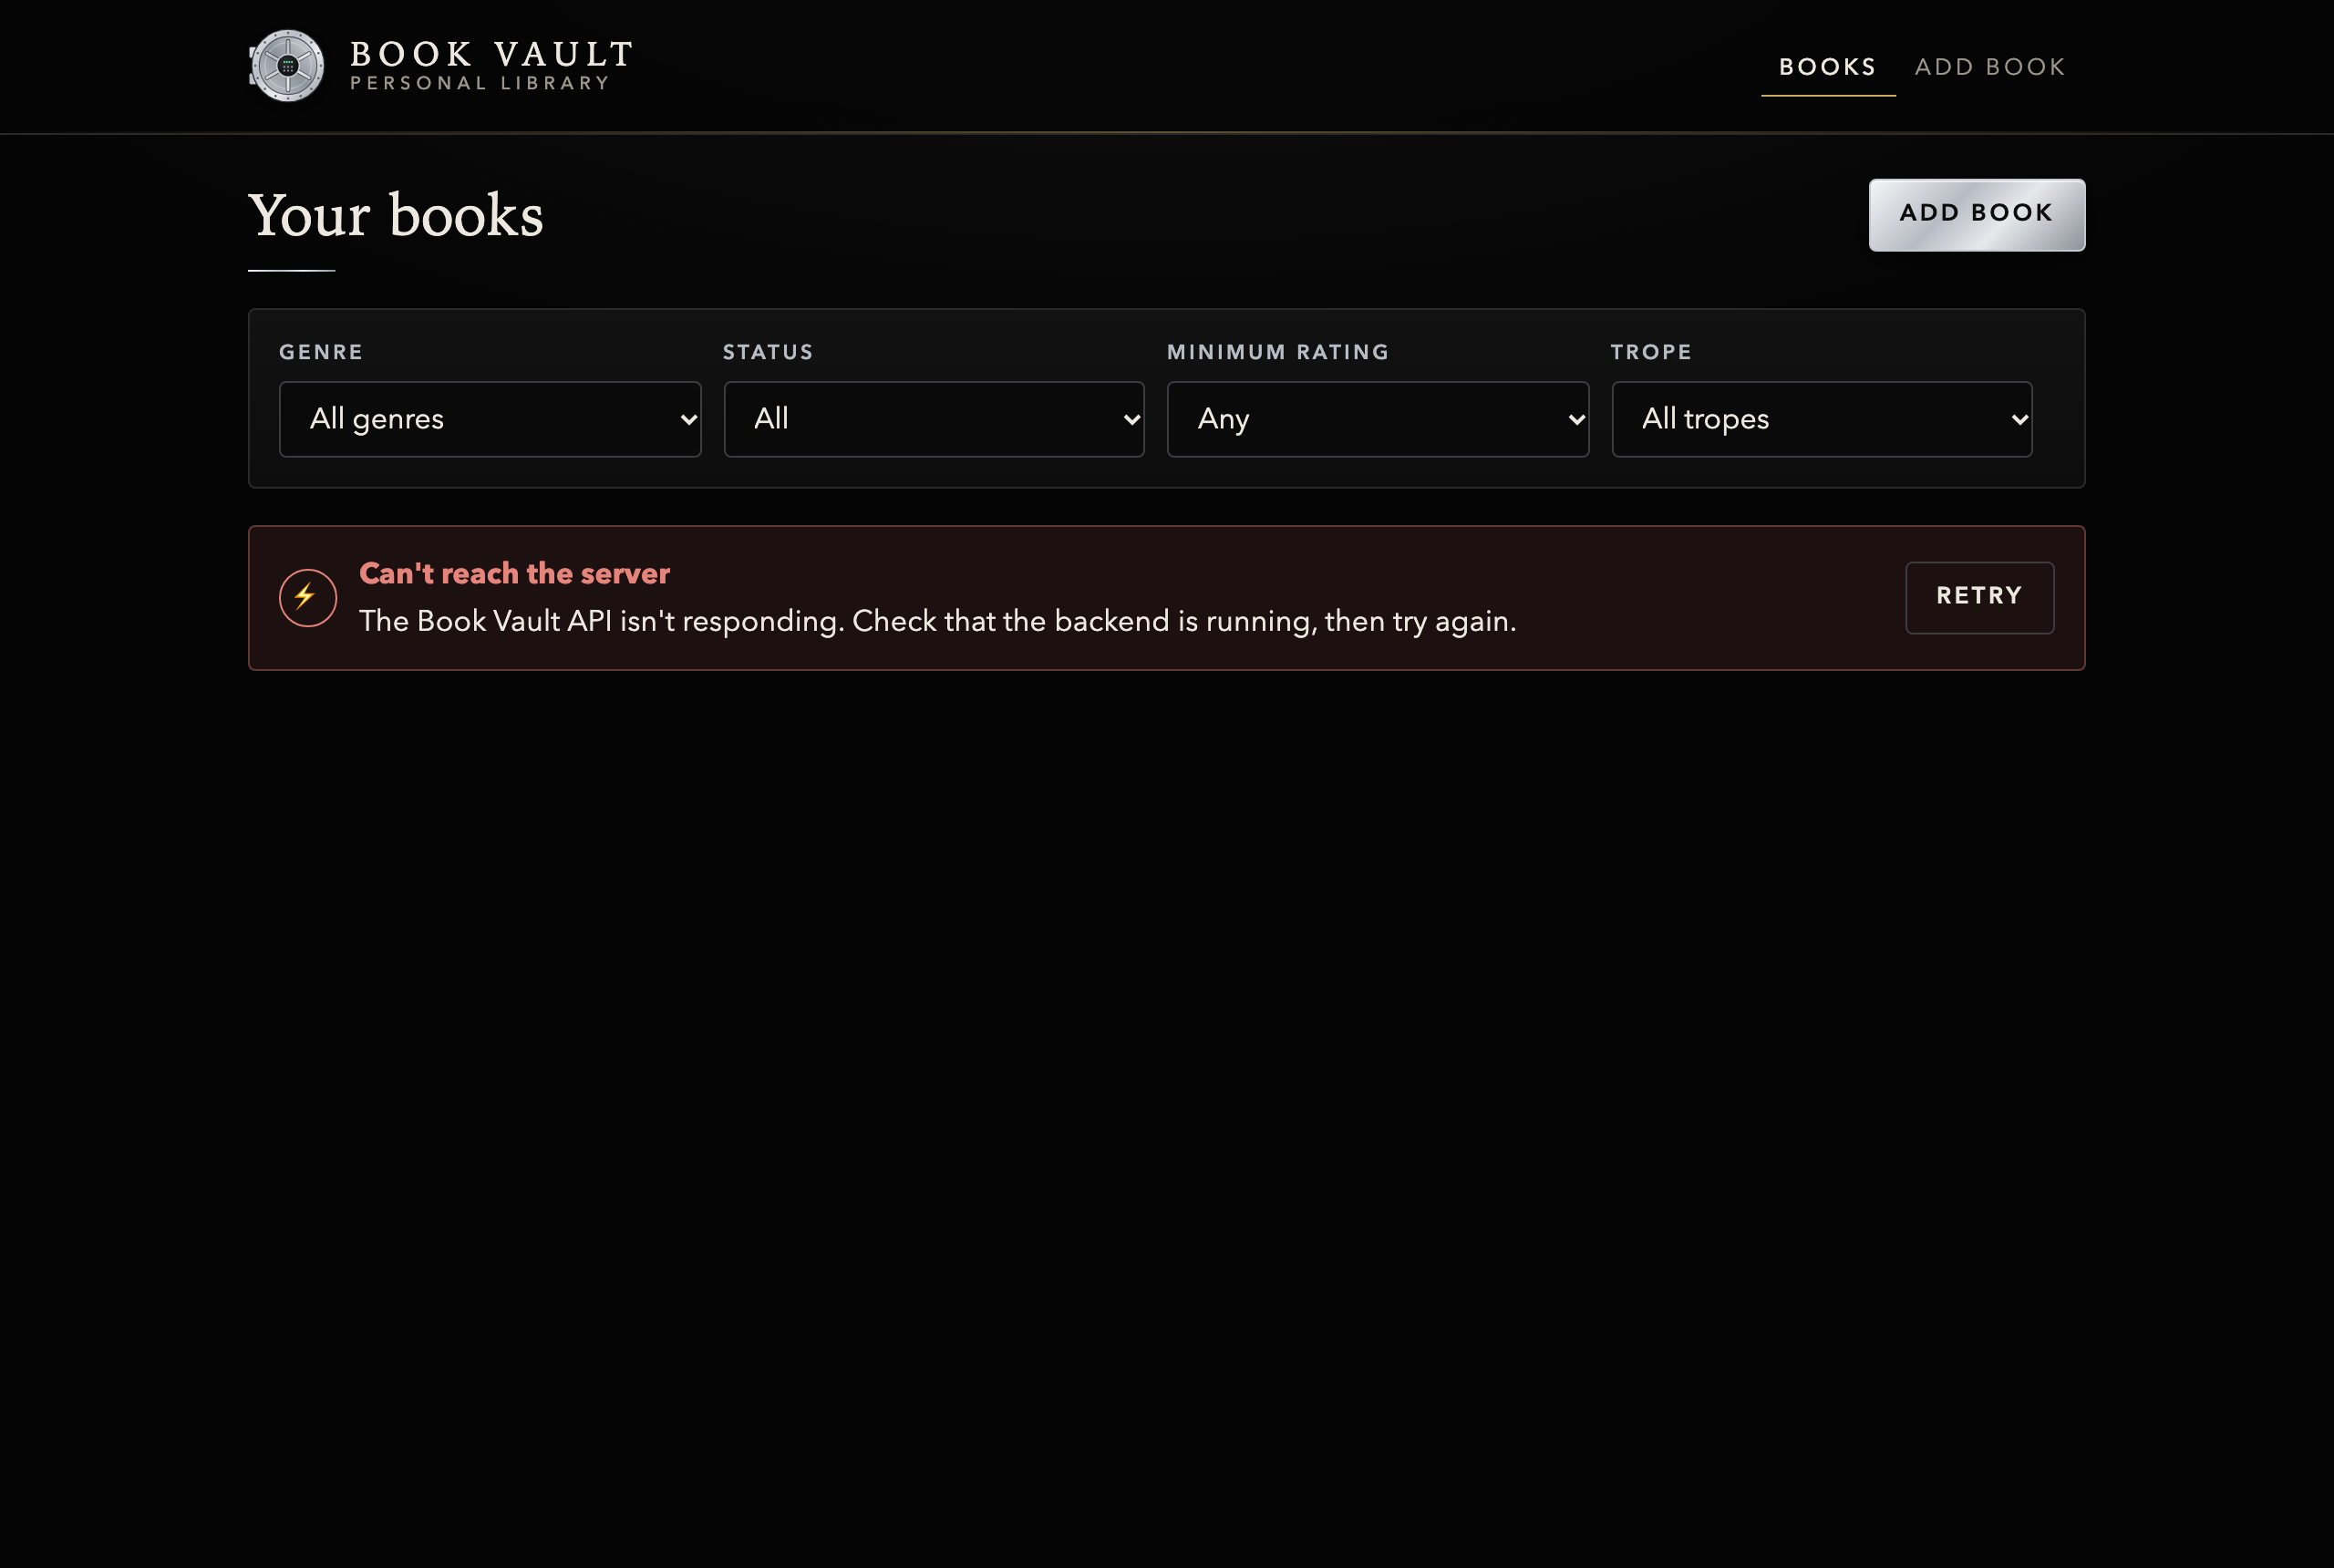 BOOK VAULT
PERSONAL LIBRARY
BOOKS
ADD BOOK
Your books
ADD BOOK
GENRE
STATUS
MINIMUM RATING
TROPE
All genres
All
Any
All tropes
Can't reach the server
The Book Vault API isn't responding. Check that the backend is running, then try again.
RETRY